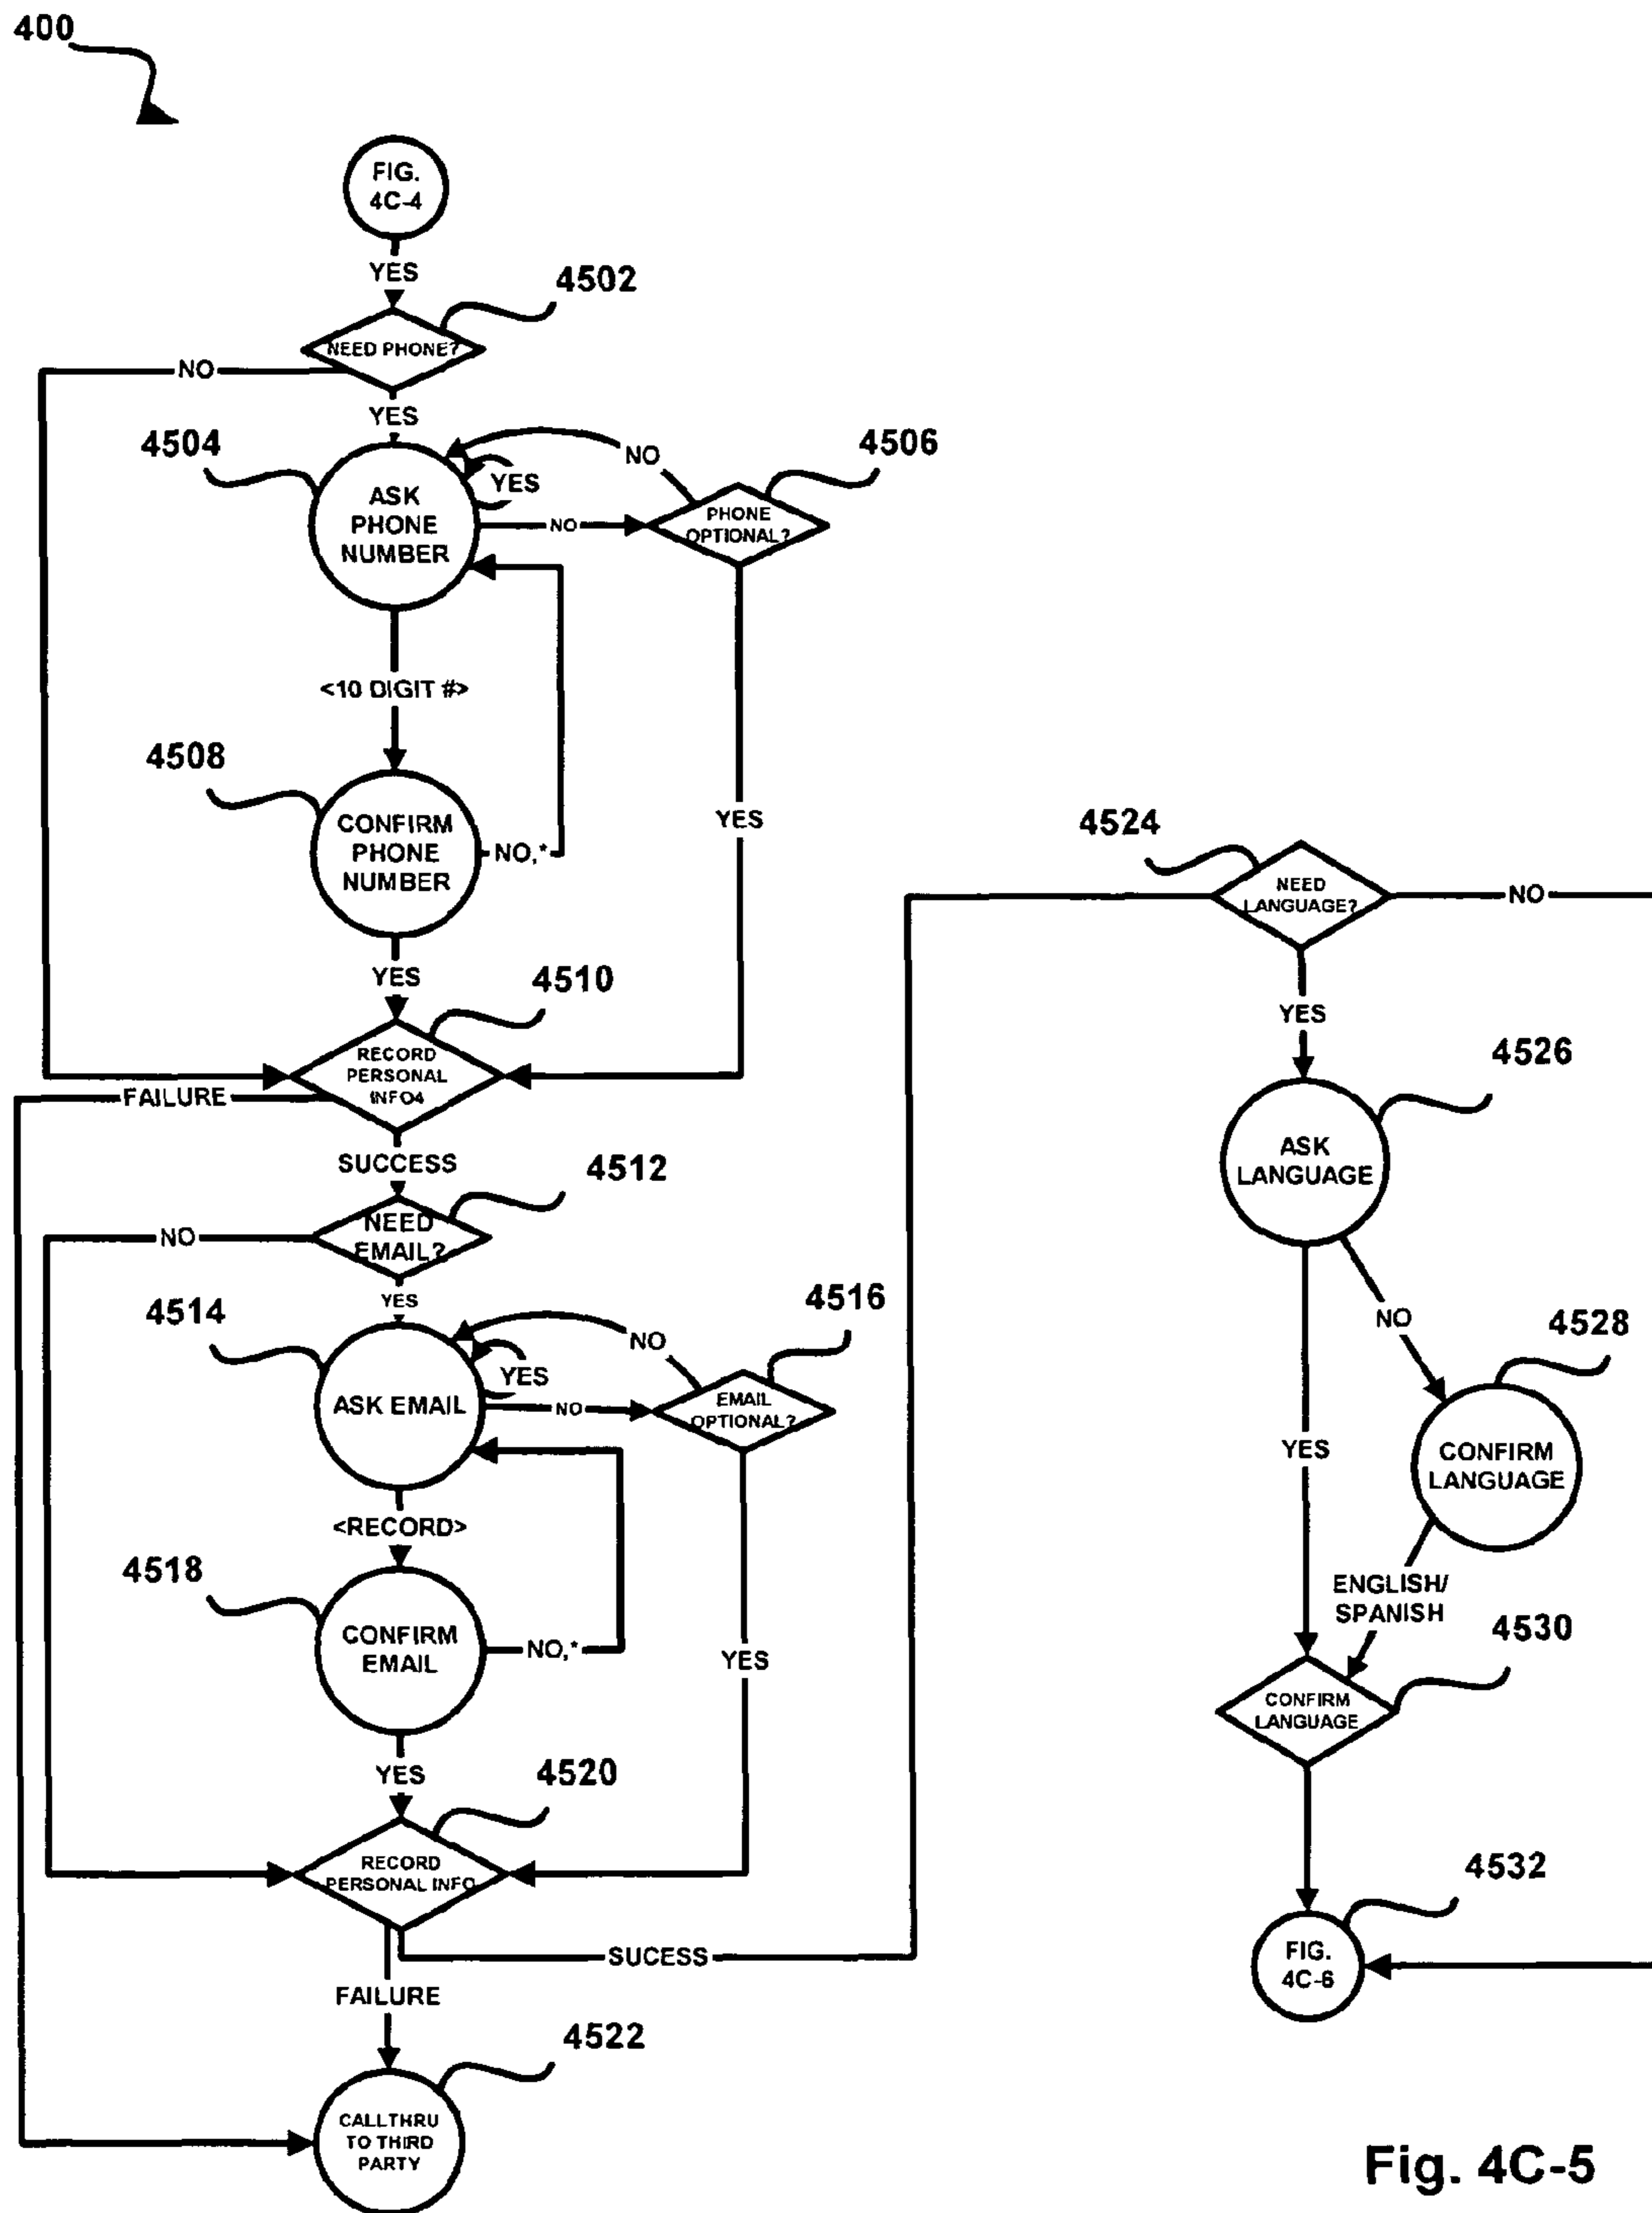 400
FIG.
4C-4
YES
4502
NEED PHONE?
NO
YES
4504
NO
4506
YES
ASK
PHONE
NUMBER
NO
PHONE
OPTIONAL?
<10 DIGIT #>
4508
CONFIRM
PHONE
NUMBER
NO,*
YES
YES
4510
RECORD
PERSONAL
INFO4
FAILURE
SUCCESS
4512
NEED
EMAIL?
NO
YES
4514
NO
4516
YES
ASK EMAIL
NO
EMAIL
OPTIONAL?
<RECORD>
4518
CONFIRM
EMAIL
NO,*
YES
YES
4520
RECORD
PERSONAL INFO
SUCESS
FAILURE
4522
CALLTHRU
TO THIRD
PARTY
4524
NEED
LANGUAGE?
NO
YES
4526
ASK
LANGUAGE
NO
4528
YES
CONFIRM
LANGUAGE
ENGLISH/
SPANISH
4530
CONFIRM
LANGUAGE
4532
FIG.
4C-6
Fig. 4C-5